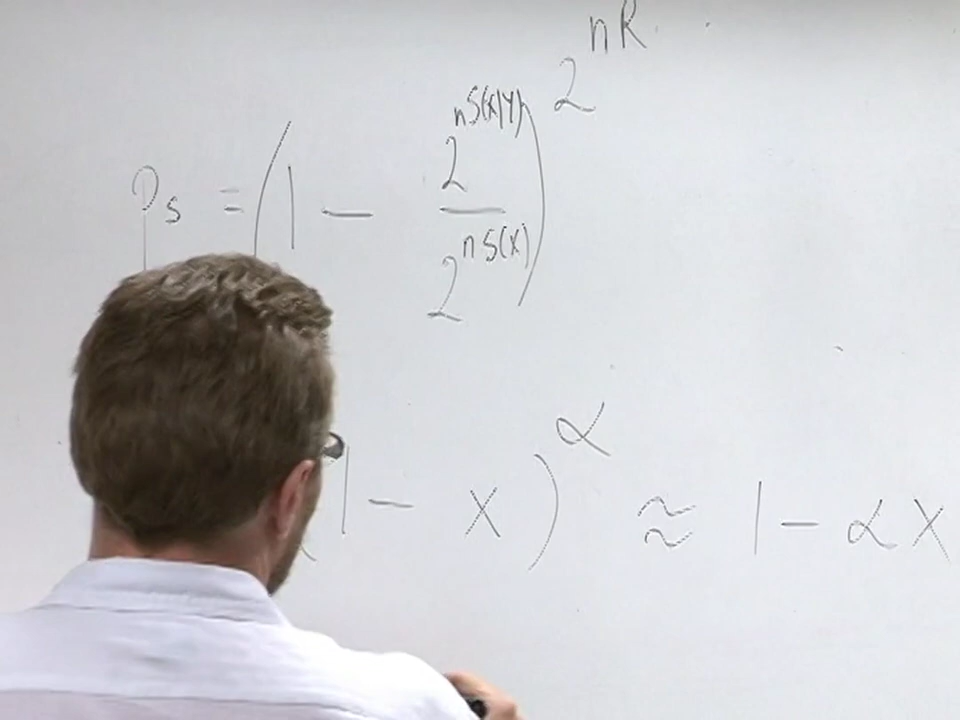 P_s = (1 - 2^{nS(X|Y)} / 2^{nS(X)})^{2^{nR}}
(1 - x)^α ≈ 1 - αx